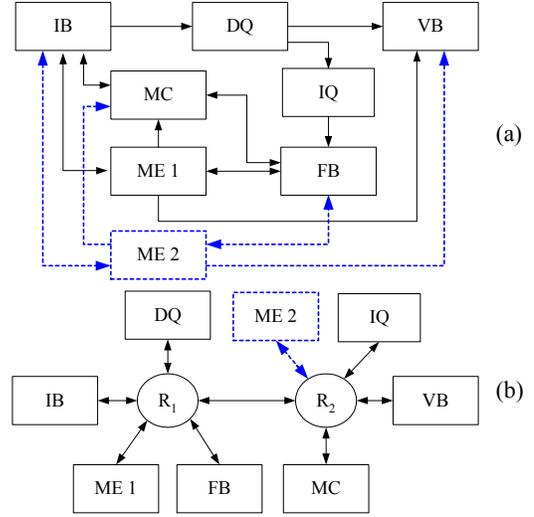 IB DQ VB
MC IQ
(a)
ME 1 FB
ME 2
DQ ME 2 IQ
IB R1 R2 VB (b)
ME 1 FB MC